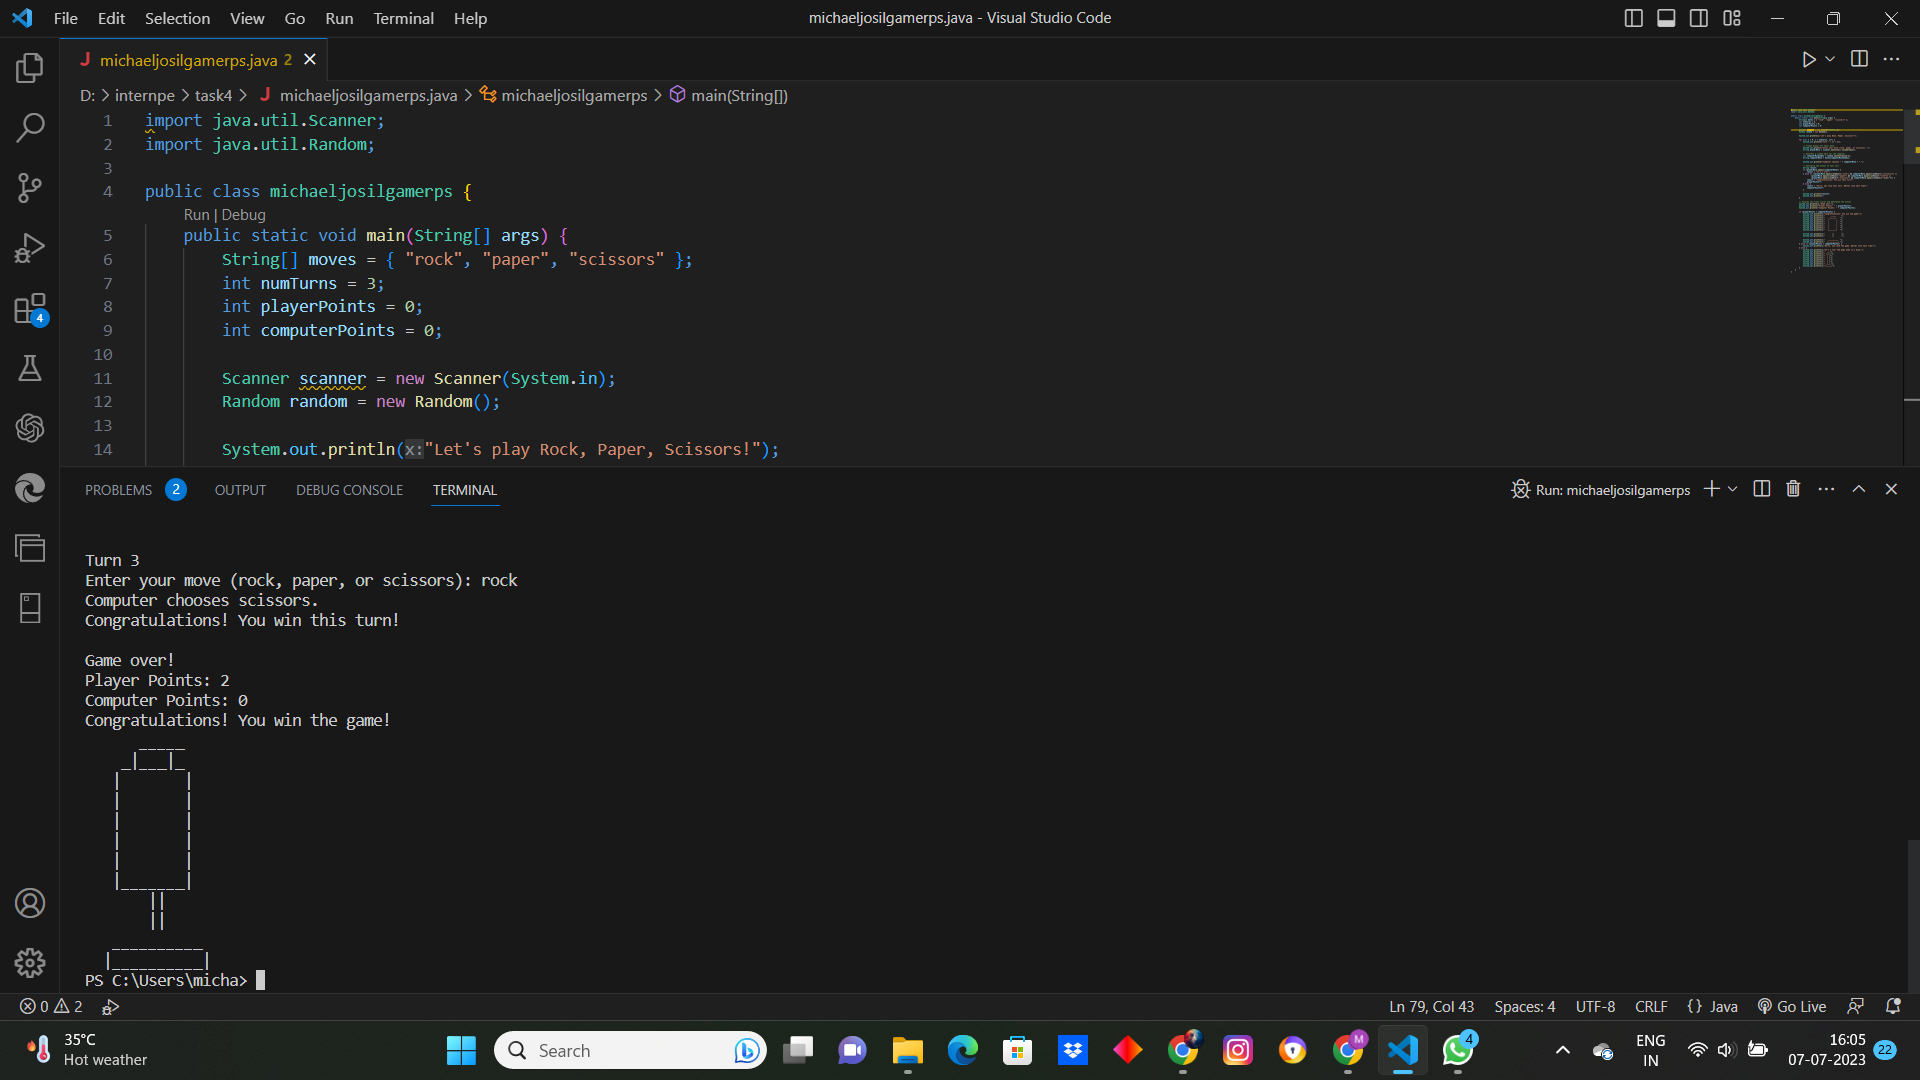 File Edit Selection View Go Run Terminal Help
michaeljosilgamerps.java - Visual Studio Code
J michaeljosilgamerps.java 2
D: > internpe > task4 > J michaeljosilgamerps.java > michaeljosilgamerps > main(String[])
1 import java.util.Scanner;
2 import java.util.Random;
3
4 public class michaeljosilgamerps {
Run | Debug
5 public static void main(String[] args) {
6 String[] moves = { "rock", "paper", "scissors" };
7 int numTurns = 3;
8 int playerPoints = 0;
9 int computerPoints = 0;
10
11 Scanner scanner = new Scanner(System.in);
12 Random random = new Random();
13
14 System.out.println(x:"Let's play Rock, Paper, Scissors!");
4
PROBLEMS 2 OUTPUT DEBUG CONSOLE TERMINAL
Run: michaeljosilgamerps
Turn 3
Enter your move (rock, paper, or scissors): rock
Computer chooses scissors.
Congratulations! You win this turn!
Game over!
Player Points: 2
Computer Points: 0
Congratulations! You win the game!
      _____
    _|___|_
   |       |
   |       |
   |       |
   |       |
   |       |
   |_______|
       ||
       ||
   __________
  |__________|
PS C:\Users\micha>
0 2
Ln 79, Col 43 Spaces: 4 UTF-8 CRLF {} Java Go Live
35°C
Hot weather
Search
M
4
ENG
IN
16:05
07-07-2023
22